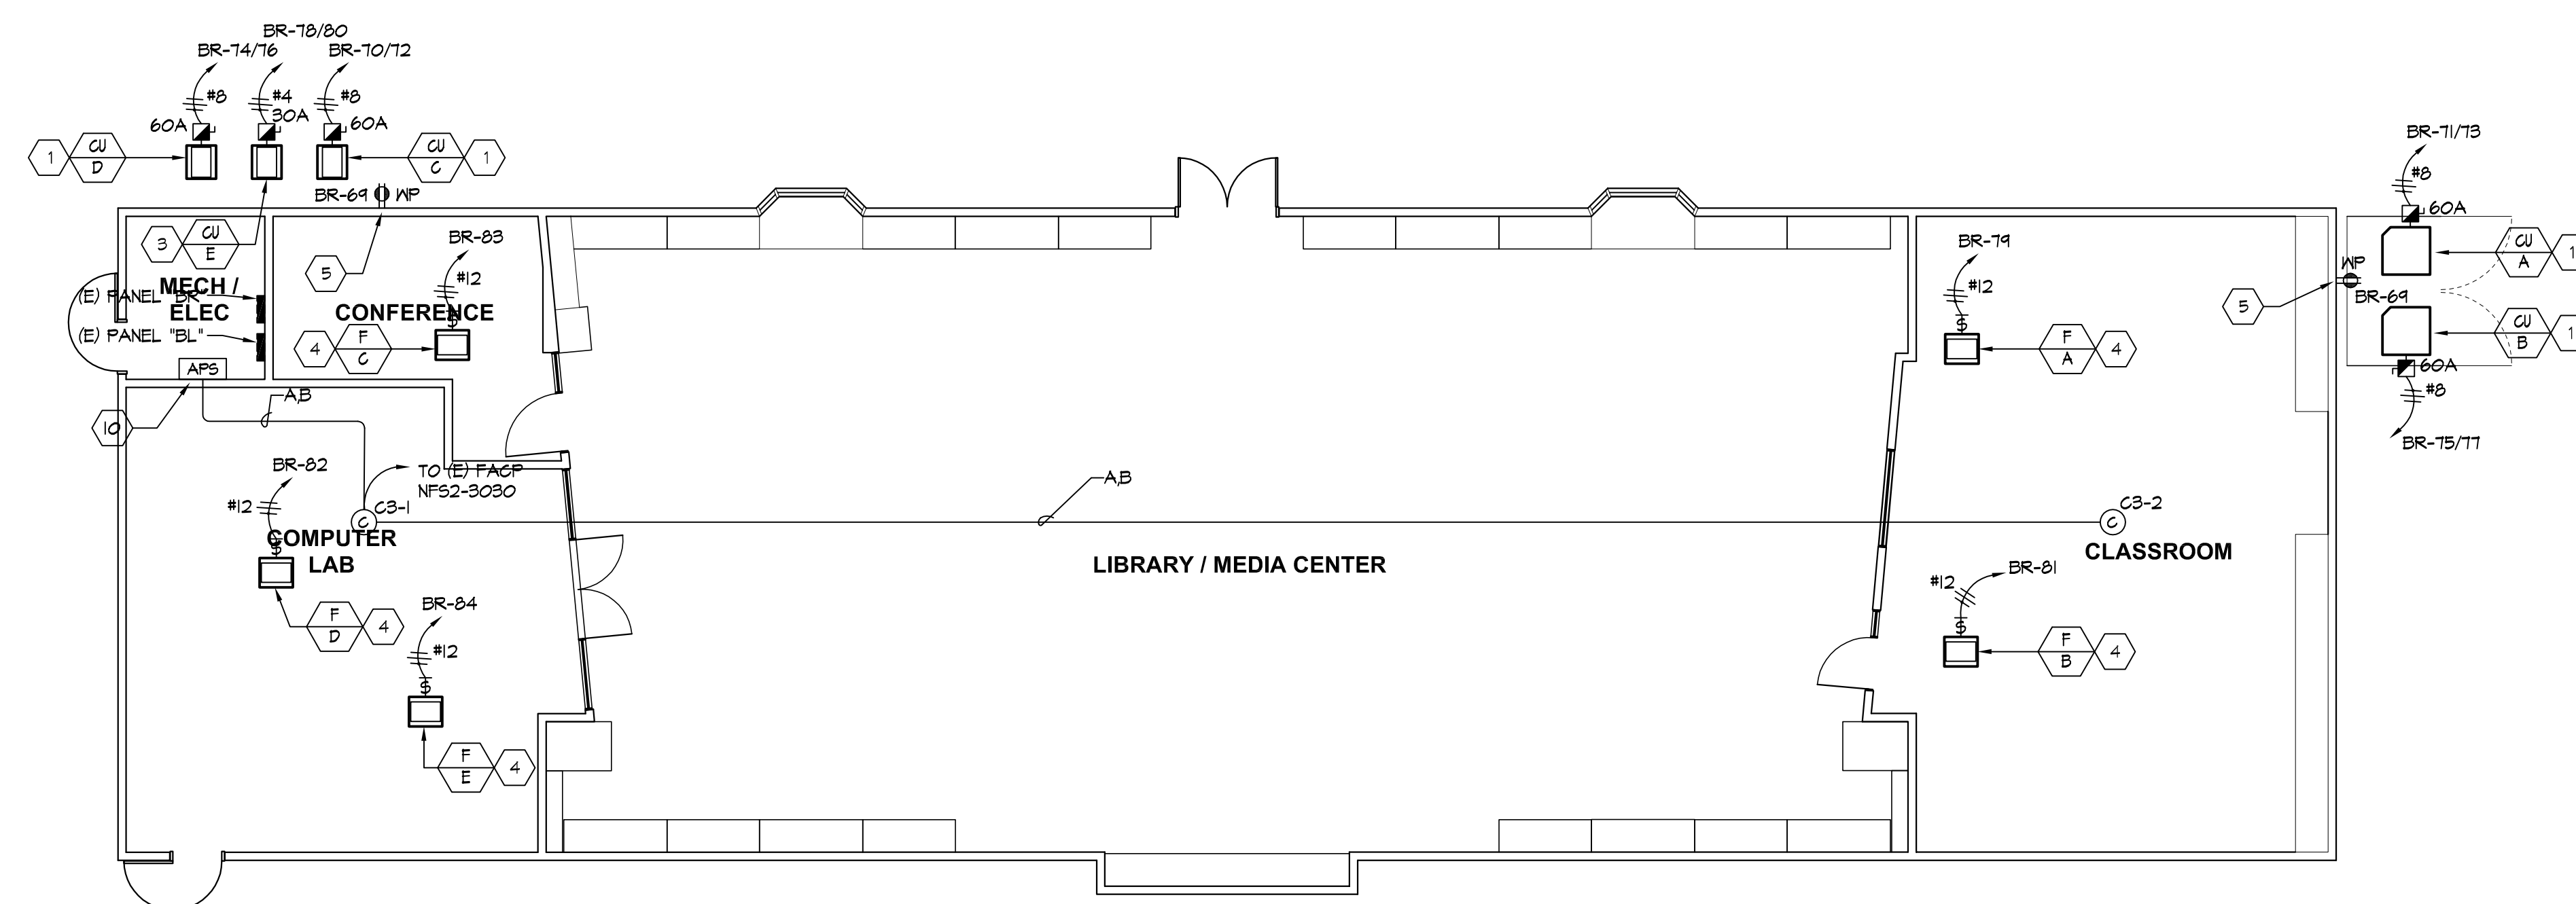 BR-78/80
BR-74/76
BR-70/72
#8
#4
#8
30A
60A
60A
1
CU
D
CU
C
1
BR-69
WP
3
CU
E
5
BR-83
#12
MECH /
ELEC
(E) PANEL "BR"
(E) PANEL "BL"
CONFERENCE
S
4
F
C
APS
A,B
10
BR-82
#12
TO (E) FACP
NFS2-3030
C3-1
C
COMPUTER
LAB
S
F
D
4
BR-84
#12
S
F
E
4
A,B
LIBRARY / MEDIA CENTER
BR-79
#12
S
F
A
4
C3-2
C
CLASSROOM
BR-81
#12
S
F
B
4
BR-71/73
#8
60A
CU
A
1
WP
BR-69
5
CU
B
1
60A
#8
BR-75/77